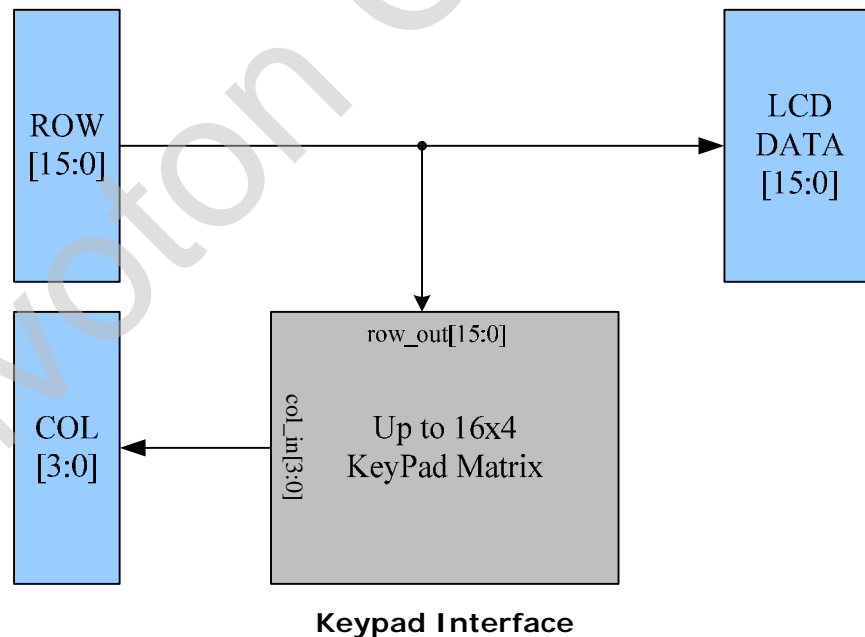 ROW
[15:0]
LCD
DATA
[15:0]
row_out[15:0]
col_in[3:0]
Up to 16x4
KeyPad Matrix
COL
[3:0]
Keypad Interface